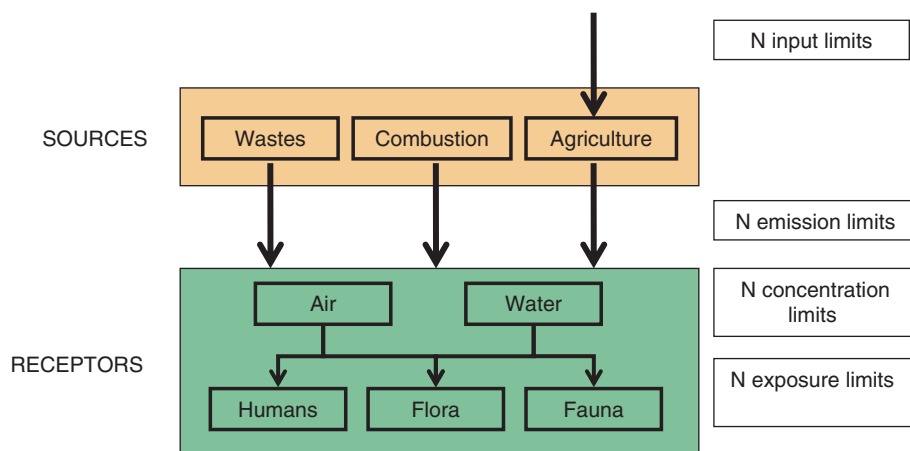 N input limits
SOURCES
Wastes
Combustion
Agriculture
N emission limits
Air
Water
N concentration
limits
RECEPTORS
N exposure limits
Humans
Flora
Fauna